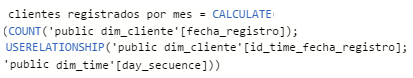 clientes registrados por mes = CALCULATE
(COUNT('public dim_cliente'[fecha_registro]);
USERELATIONSHIP('public dim_cliente'[id_time_fecha_registro];
'public dim_time'[day_secuence]))